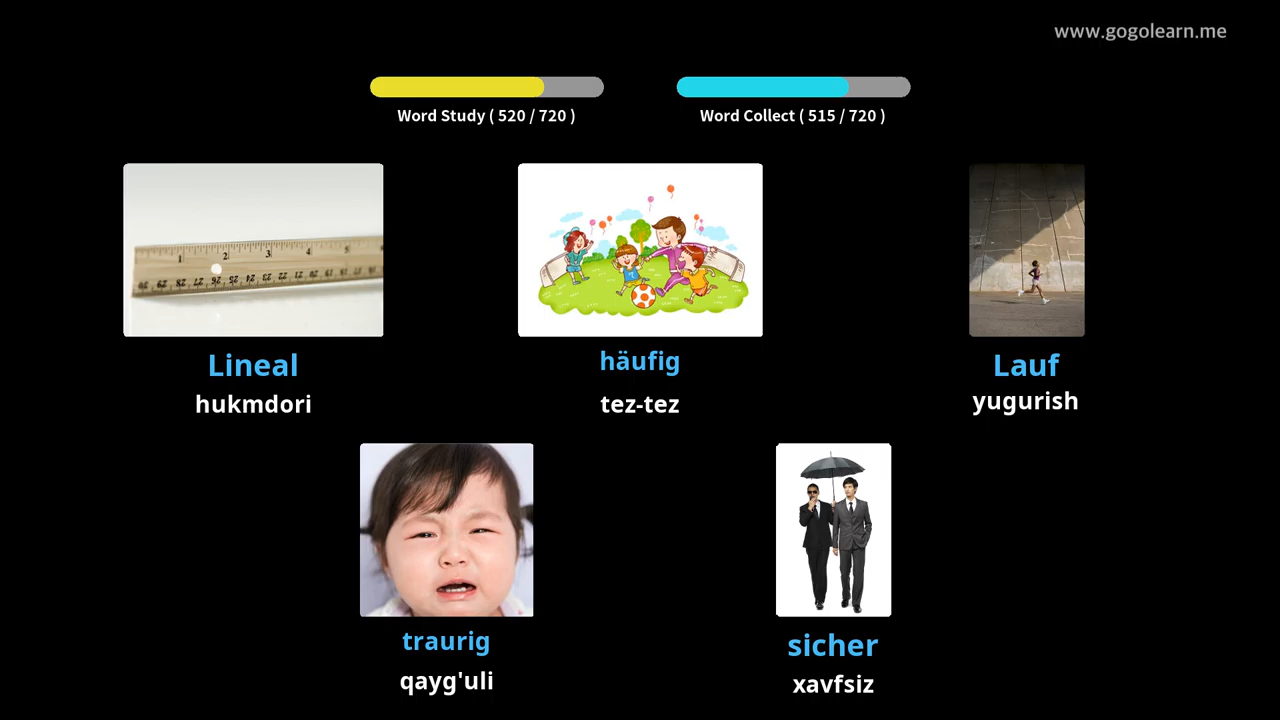 www.gogolearn.me
Word Study ( 520 / 720 )
Word Collect ( 515 / 720 )
Lineal
hukmdori
häufig
tez-tez
Lauf
yugurish
traurig
qayg'uli
sicher
xavfsiz